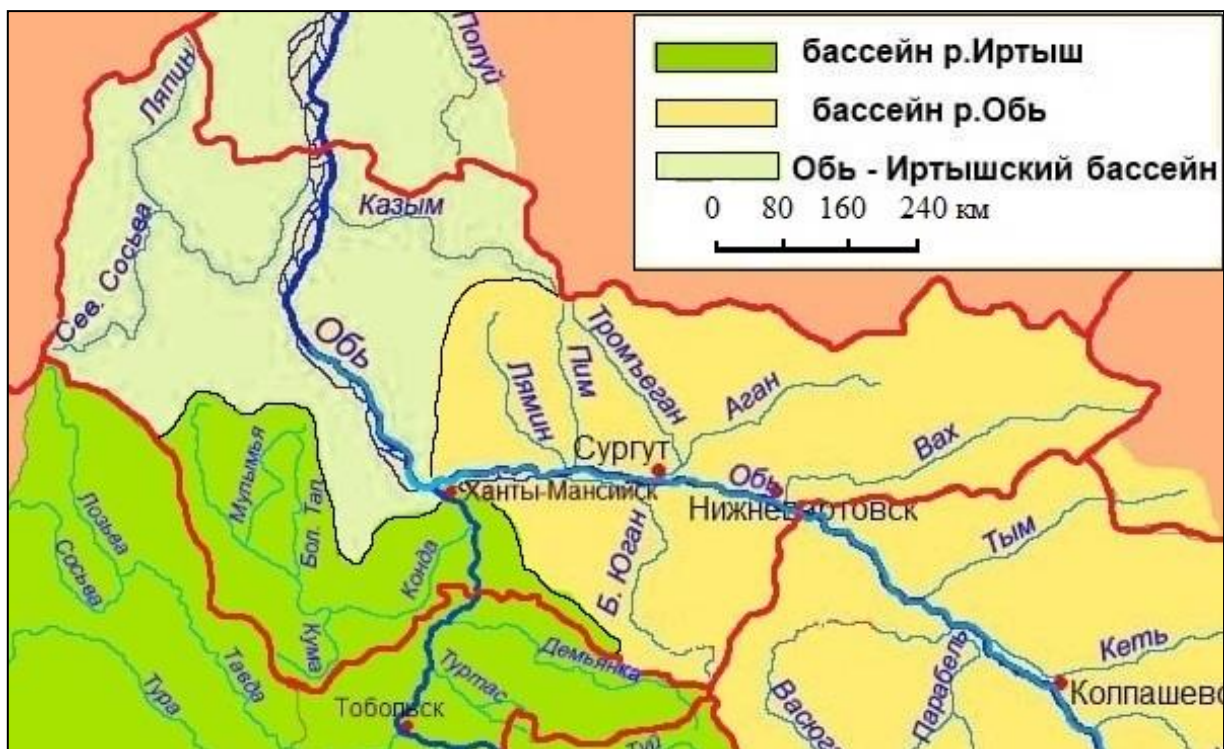 бассейн р.Иртыш
бассейн р.Обь
Обь - Иртышский бассейн
0 80 160 240 км
Полуй
Ляпин
Казым
Сев. Сосьва
Обь
Лямин
Пим
Тромъеган
Аган
Вах
Сургут
Обь
Ханты-Мансийск
Нижневартовск
Мулымья
Бол. Тап
Лозьва
Сосьва
Конда
Б. Юган
Тым
Кума
Демьянка
Туртас
Тавда
Тура
Тобольск
Кеть
Парабель
Колпашево